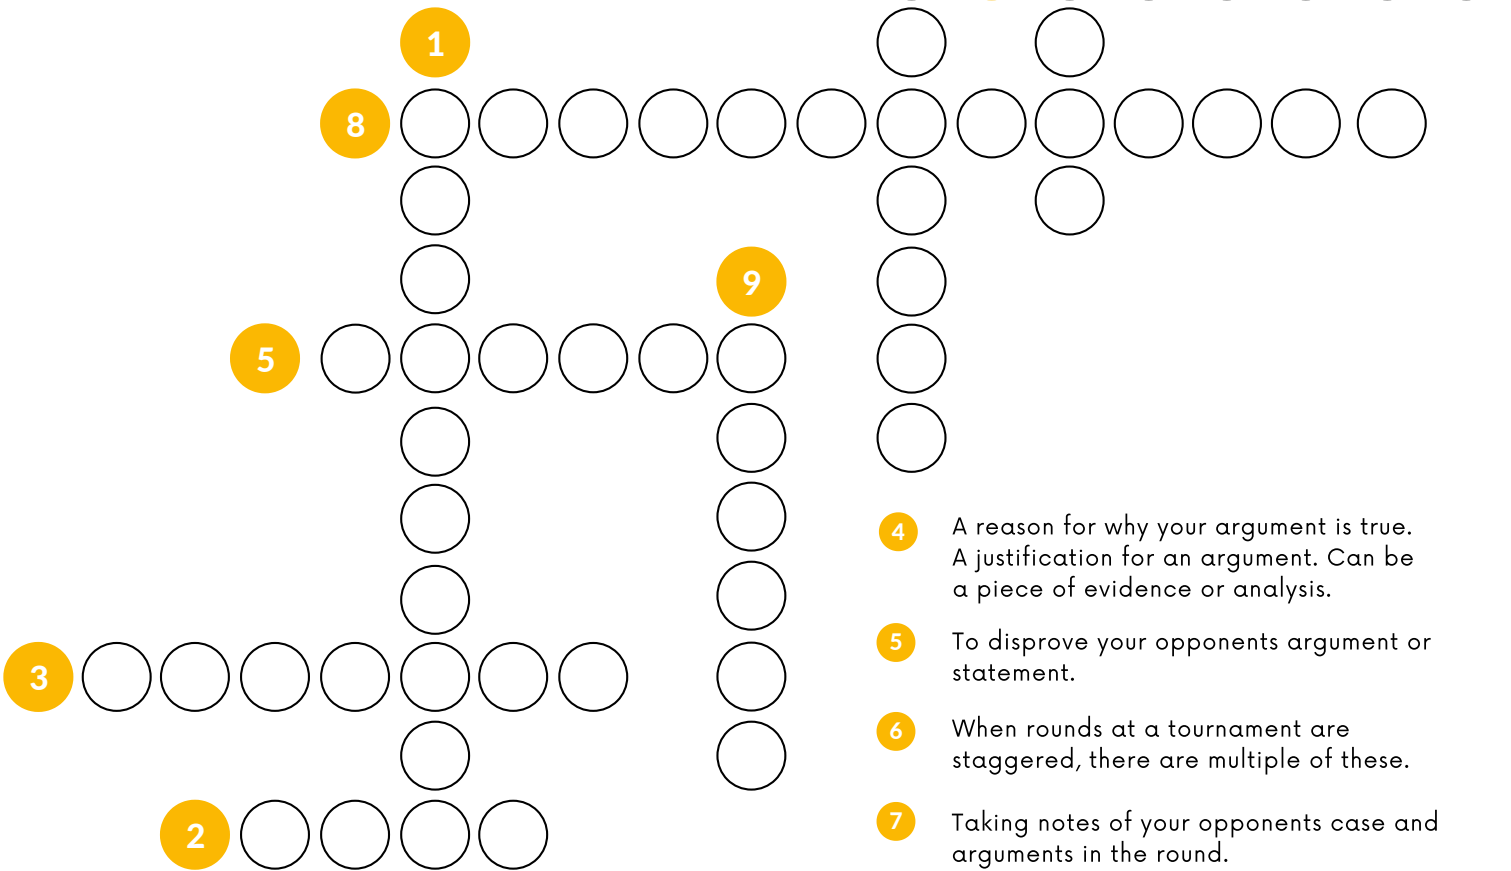 1
8
9
5
3
2
4 A reason for why your argument is true.
A justification for an argument. Can be
a piece of evidence or analysis.
5 To disprove your opponents argument or
statement.
6 When rounds at a tournament are
staggered, there are multiple of these.
7 Taking notes of your opponents case and
arguments in the round.